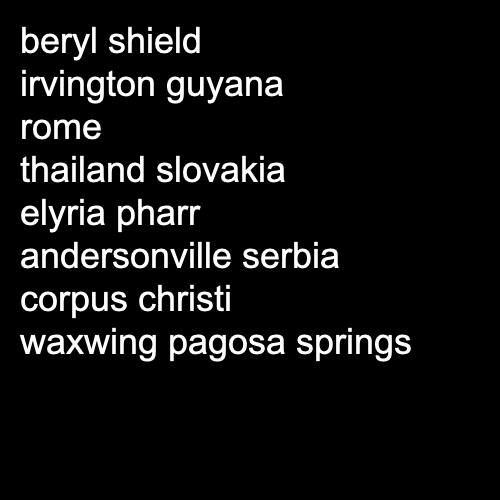 beryl shield
irvington guyana
rome
thailand slovakia
elyria pharr
andersonville serbia
corpus christi
waxwing pagosa springs